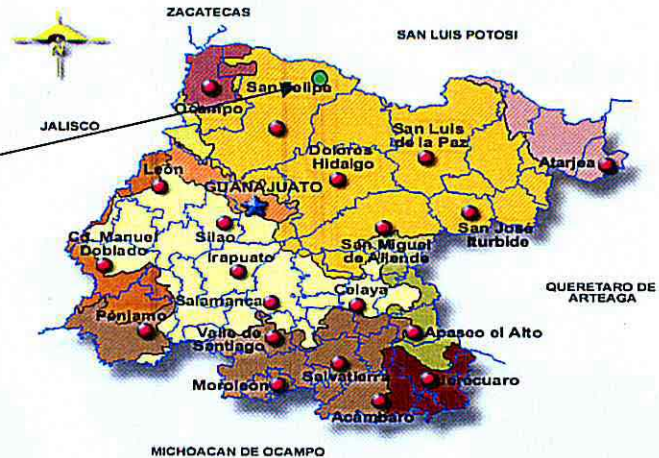 ZACATECAS
SAN LUIS POTOSI
N
San Felipe
Ocampo
JALISCO
San Luis
de la Paz
Dolores
Hidalgo
Atarjea
León
GUANAJUATO
Silao
San José
Iturbide
Cd. Manuel
Doblado
San Miguel
de Allende
Irapuato
QUERETARO DE
ARTEAGA
Salamanca
Celaya
Pénjamo
Valle de
Santiago
Apaseo el Alto
Salvatierra
Jerecuaro
Moroleón
Acámbaro
MICHOACAN DE OCAMPO